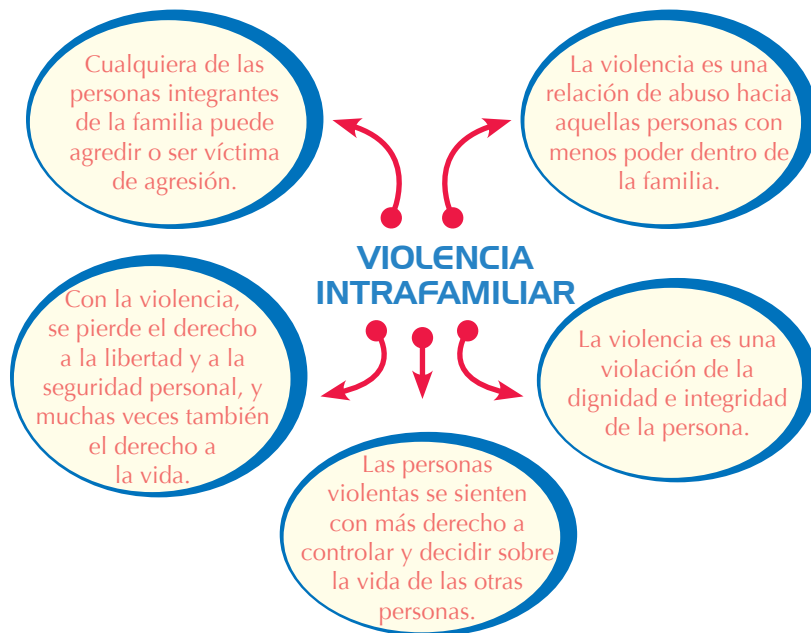 Cualquiera de las
personas integrantes
de la familia puede
agredir o ser víctima
de agresión.
La violencia es una
relación de abuso hacia
aquellas personas con
menos poder dentro de
la familia.
VIOLENCIA
INTRAFAMILIAR
Con la violencia,
se pierde el derecho
a la libertad y a la
seguridad personal, y
muchas veces también
el derecho a
la vida.
La violencia es una
violación de la
dignidad e integridad
de la persona.
Las personas
violentas se sienten
con más derecho a
controlar y decidir sobre
la vida de las otras
personas.